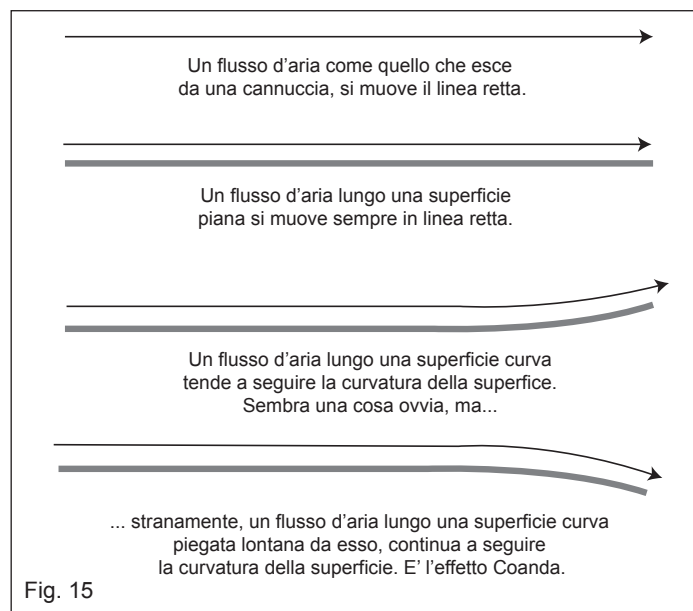 Un flusso d'aria come quello che esce
da una cannuccia, si muove il linea retta.
Un flusso d'aria lungo una superficie
piana si muove sempre in linea retta.
Un flusso d'aria lungo una superficie curva
tende a seguire la curvatura della superfice.
Sembra una cosa ovvia, ma...
... stranamente, un flusso d'aria lungo una superficie curva
piegata lontana da esso, continua a seguire
la curvatura della superficie. E' l'effetto Coanda.
Fig. 15